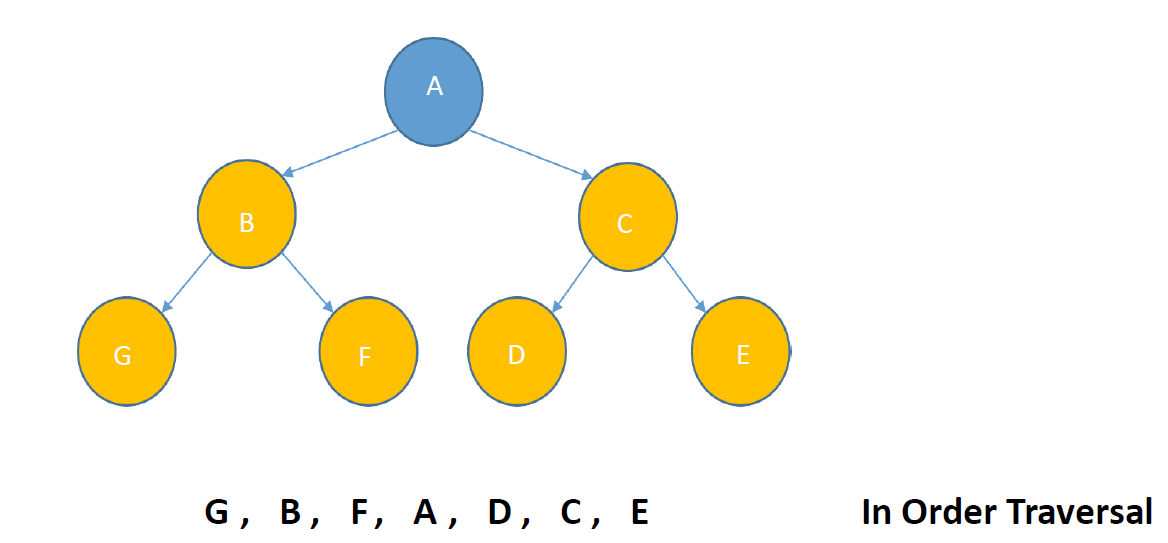 A
B
C
G
F
D
E
G , B , F , A , D , C , E
In Order Traversal